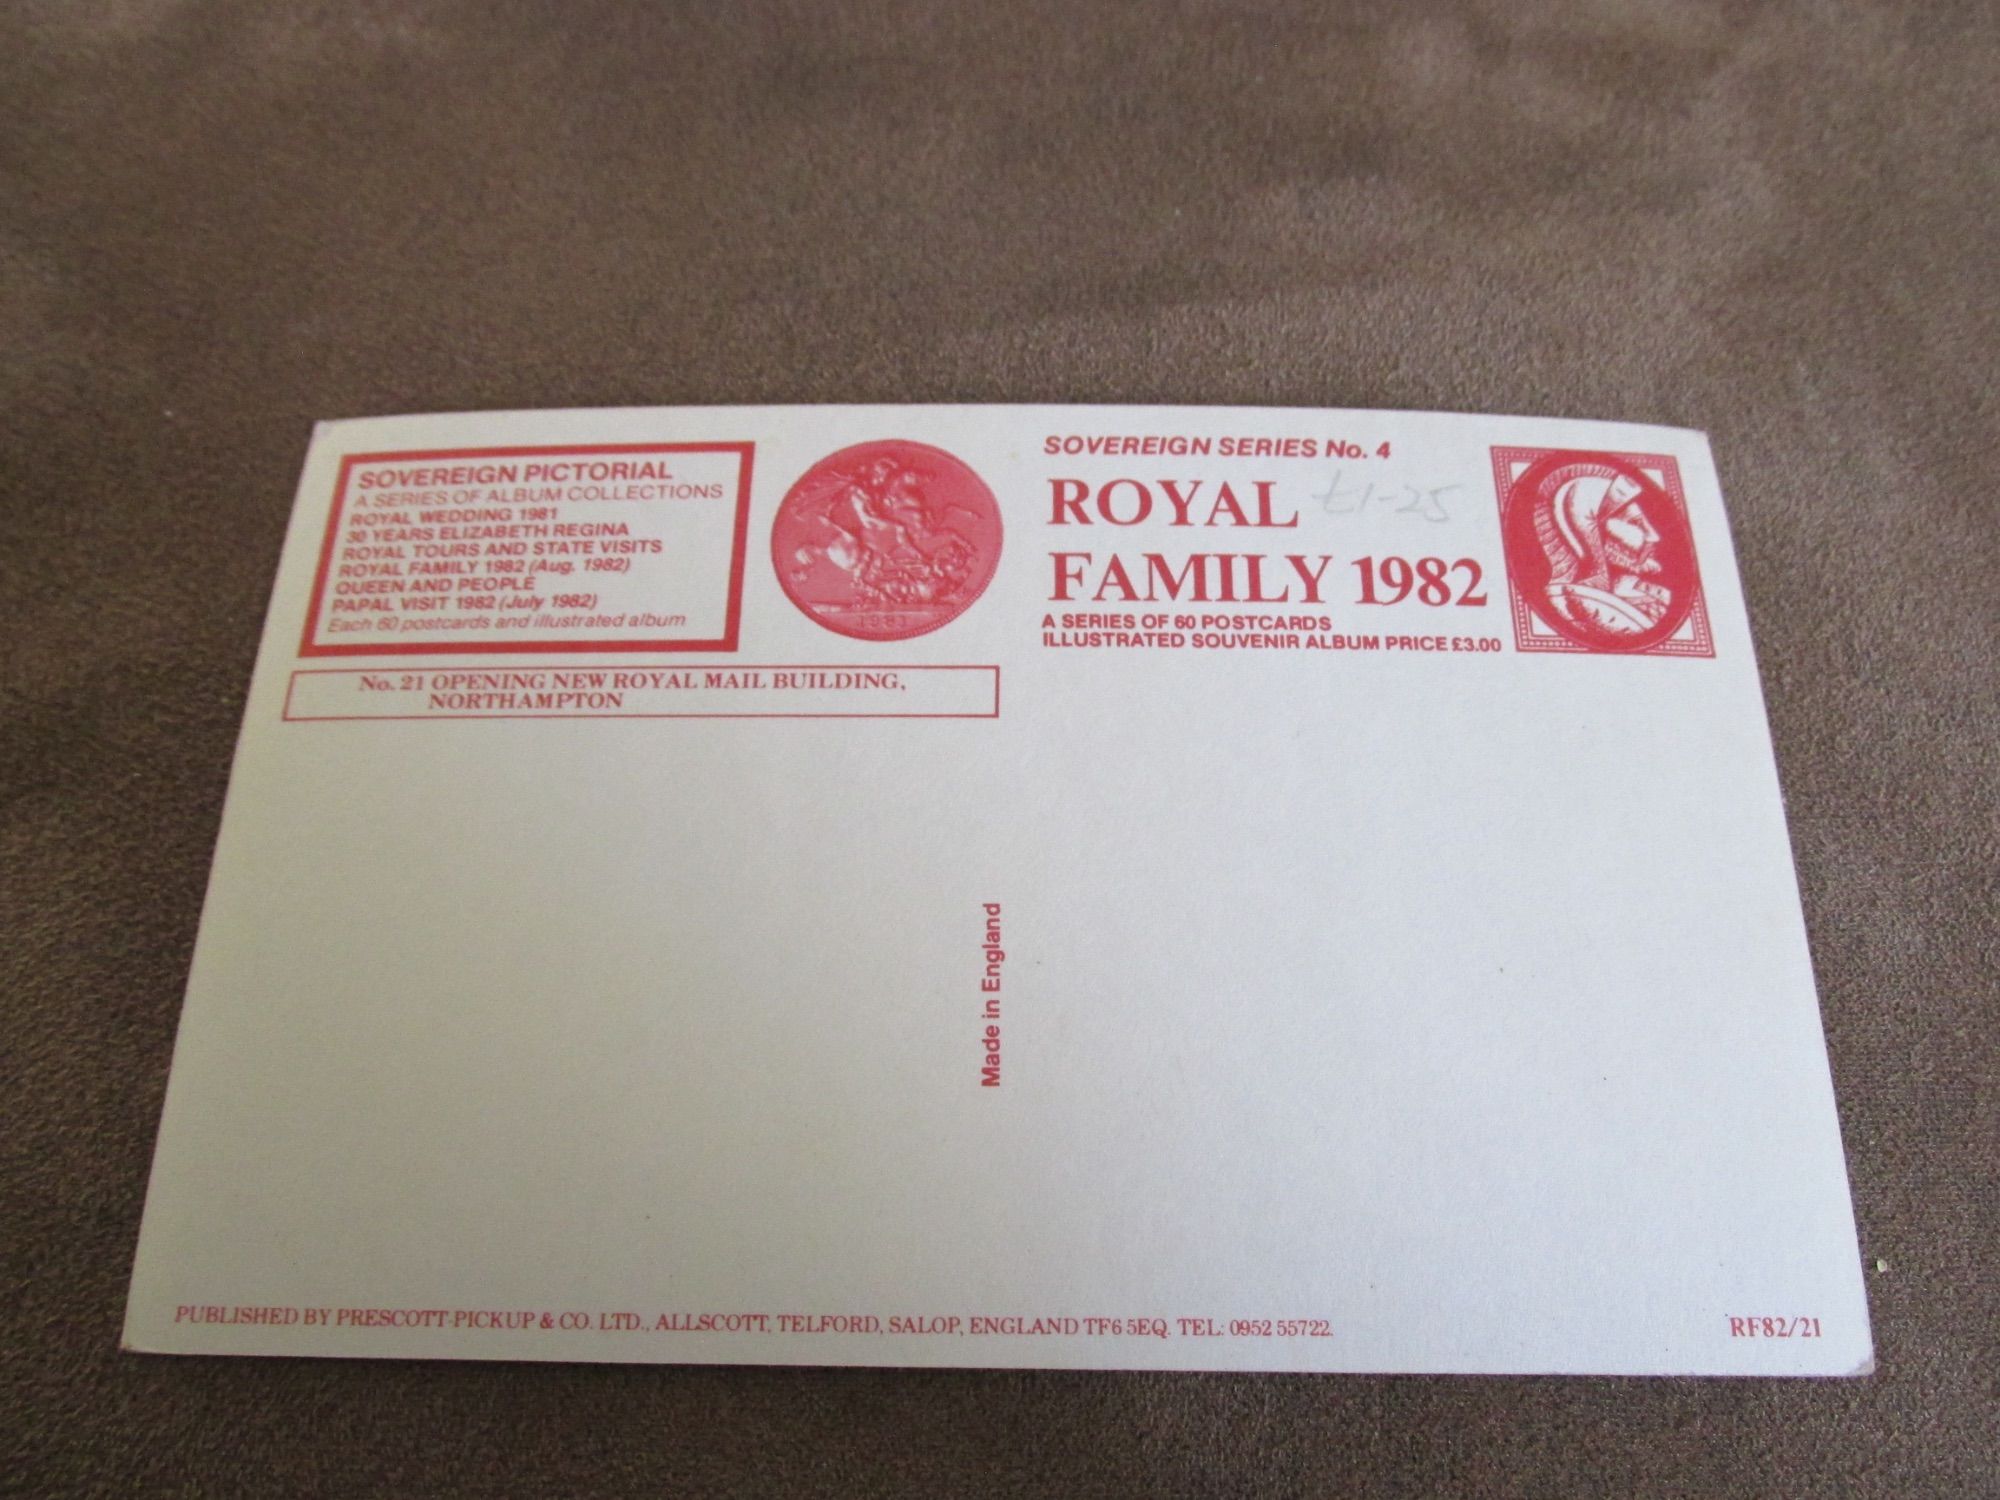 SOVEREIGN PICTORIAL
A SERIES OF ALBUM COLLECTIONS
ROYAL WEDDING 1981
30 YEARS ELIZABETH REGINA
ROYAL TOURS AND STATE VISITS
ROYAL FAMILY 1982 (Aug. 1982)
QUEEN AND PEOPLE
PAPAL VISIT 1982 (July 1982)
Each 60 postcards and illustrated album
1981
No. 21 OPENING NEW ROYAL MAIL BUILDING,
NORTHAMPTON
SOVEREIGN SERIES No. 4
ROYAL
£1-25
FAMILY 1982
A SERIES OF 60 POSTCARDS
ILLUSTRATED SOUVENIR ALBUM PRICE £3.00
Made in England
PUBLISHED BY PRESCOTT-PICKUP & CO. LTD., ALLSCOTT, TELFORD, SALOP, ENGLAND TF6 5EQ. TEL: 0952 55722.
RF82/21